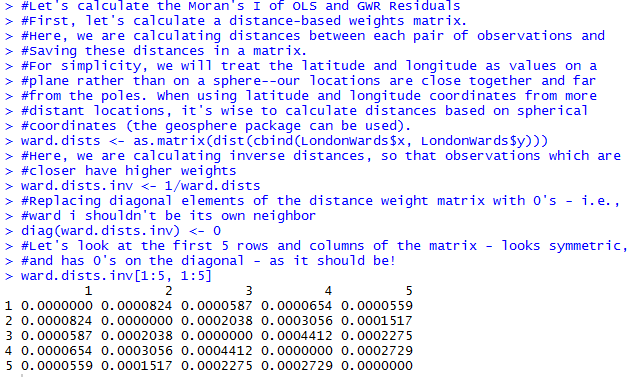 > #Let's calculate the Moran's I of OLS and GWR Residuals
> #First, let's calculate a distance-based weights matrix.
> #Here, we are calculating distances between each pair of observations and
> #Saving these distances in a matrix.
> #For simplicity, we will treat the latitude and longitude as values on a
> #plane rather than on a sphere--our locations are close together and far
> #from the poles. When using latitude and longitude coordinates from more
> #distant locations, it's wise to calculate distances based on spherical
> #coordinates (the geosphere package can be used).
> ward.dists <- as.matrix(dist(cbind(LondonWards$x, LondonWards$y)))
> #Here, we are calculating inverse distances, so that observations which are
> #closer have higher weights
> ward.dists.inv <- 1/ward.dists
> #Replacing diagonal elements of the distance weight matrix with 0's - i.e.,
> #ward i shouldn't be its own neighbor
> diag(ward.dists.inv) <- 0
> #Let's look at the first 5 rows and columns of the matrix - looks symmetric,
> #and has 0's on the diagonal - as it should be!
> ward.dists.inv[1:5, 1:5]
1 2 3 4 5
1 0.0000000 0.0000824 0.0000587 0.0000654 0.0000559
2 0.0000824 0.0000000 0.0002038 0.0003056 0.0001517
3 0.0000587 0.0002038 0.0000000 0.0004412 0.0002275
4 0.0000654 0.0003056 0.0004412 0.0000000 0.0002729
5 0.0000559 0.0001517 0.0002275 0.0002729 0.0000000